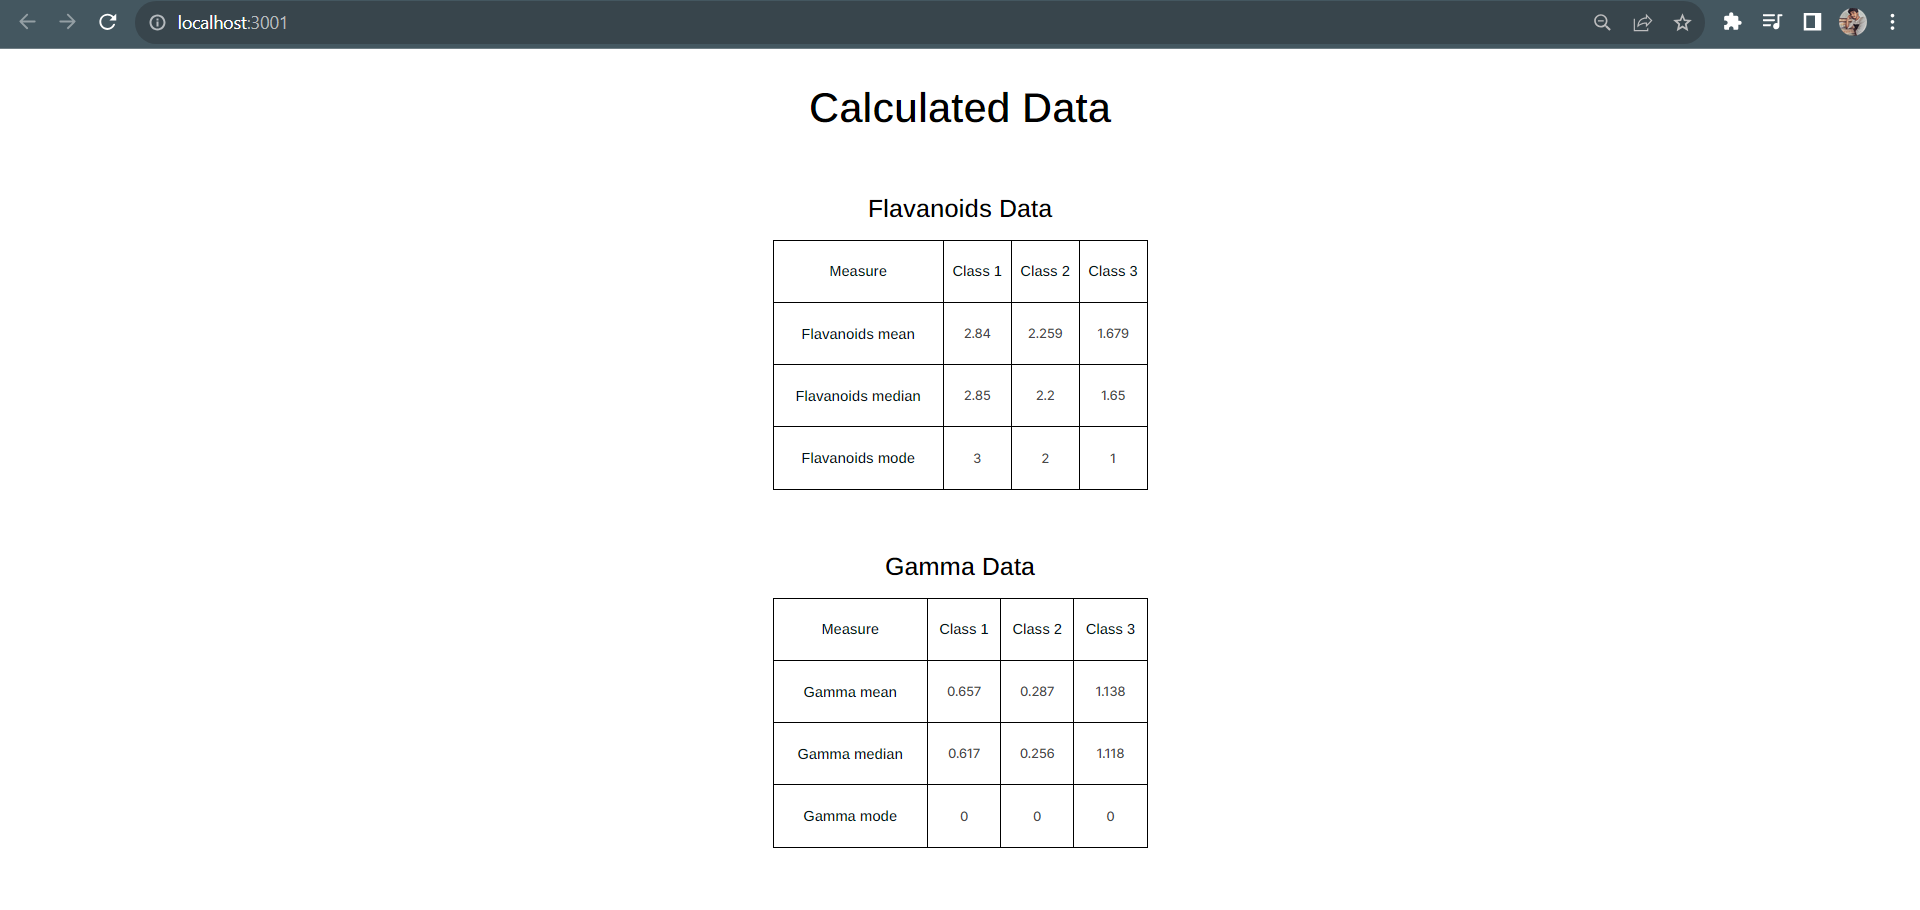 localhost:3001
Calculated Data
Flavanoids Data
Measure Class 1 Class 2 Class 3
Flavanoids mean 2.84 2.259 1.679
Flavanoids median 2.85 2.2 1.65
Flavanoids mode 3 2 1
Gamma Data
Measure Class 1 Class 2 Class 3
Gamma mean 0.657 0.287 1.138
Gamma median 0.617 0.256 1.118
Gamma mode 0 0 0